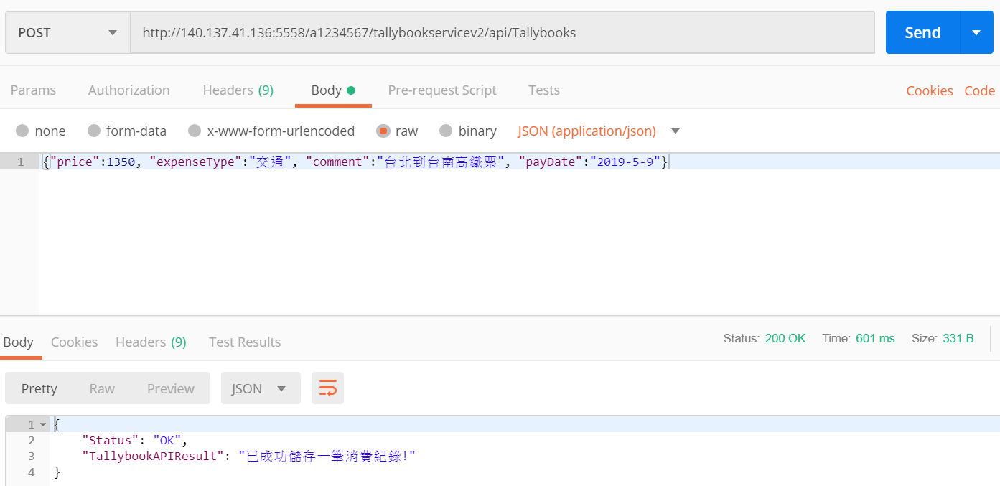 POST http://140.137.41.136:5558/a1234567/tallybookservicev2/api/Tallybooks Send
Params Authorization Headers (9) Body Pre-request Script Tests Cookies Code
none form-data x-www-form-urlencoded raw binary JSON (application/json)
1 {"price":1350, "expenseType":"交通", "comment":"台北到台南高鐵票", "payDate":"2019-5-9"}
Body Cookies Headers (9) Test Results Status: 200 OK Time: 601 ms Size: 331 B
Pretty Raw Preview JSON
1 {
2 "Status": "OK",
3 "TallybookAPIResult": "已成功儲存一筆消費紀錄!"
4 }